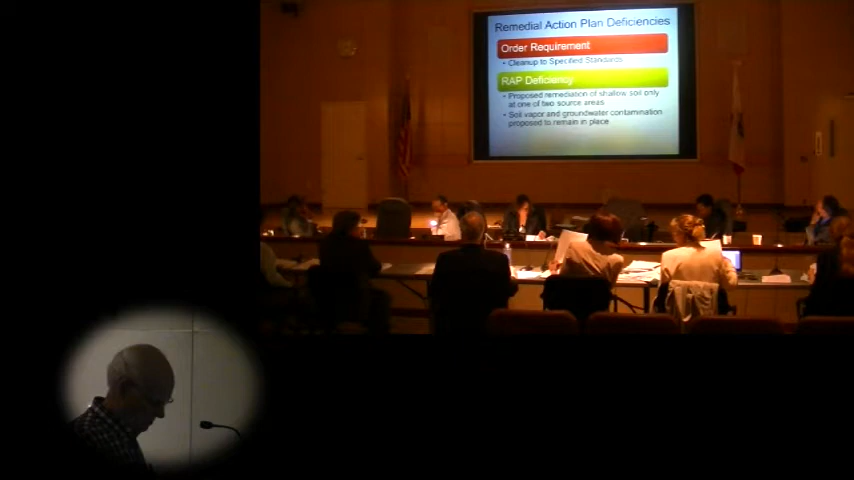 Remedial Action Plan Deficiencies
Order Requirement
• Cleanup to Specified Standards
RAP Deficiency
• Proposed remediation of shallow soil only
at one of two source areas
• Soil vapor and groundwater contamination
proposed to remain in place